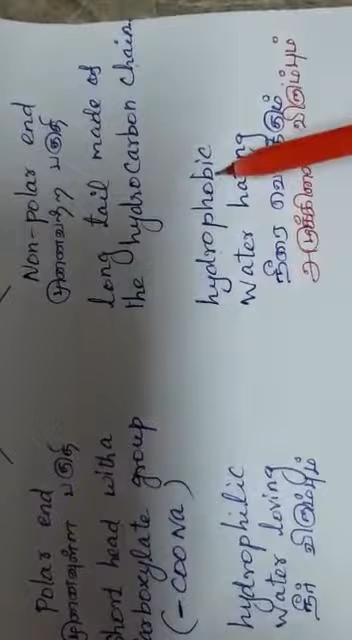 Polar end
முனைவுள்ள பகுதி
Short head with a
carboxylate group
(-COONa)
hydrophilic
Water loving
நீர் விரும்பும்
Non-polar end
முனைவற்ற பகுதி
long tail made of
the hydrocarbon chain.
hydrophobic
Water
நீரை